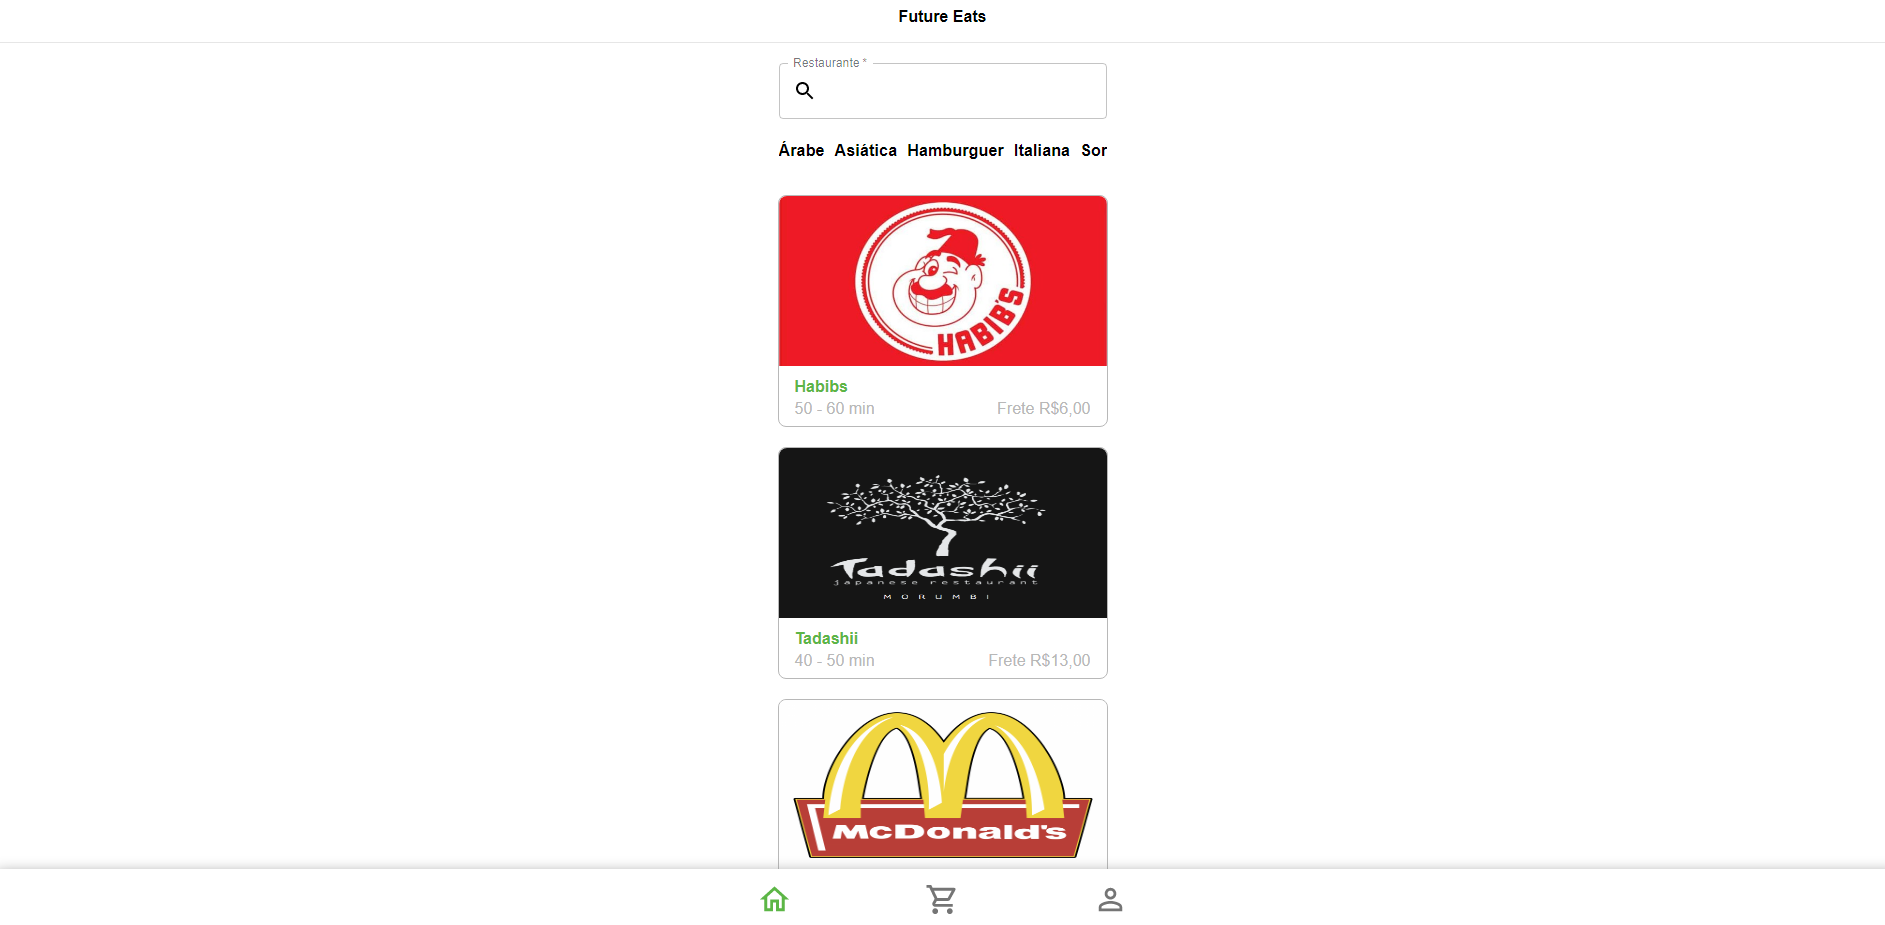 Future Eats
Restaurante *
Árabe Asiática Hamburguer Italiana Sor
HABIB'S
Habibs
50 - 60 min Frete R$6,00
Tadashii
japanese restaurant
MORUMBI
Tadashii
40 - 50 min Frete R$13,00
McDonald's